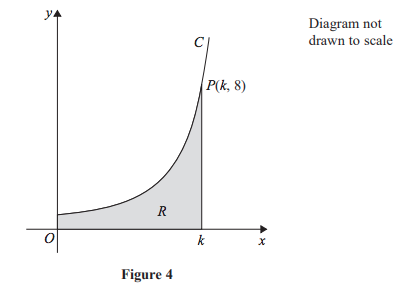 y
Diagram not
drawn to scale
C
P(k, 8)
R
O
k
x
Figure 4